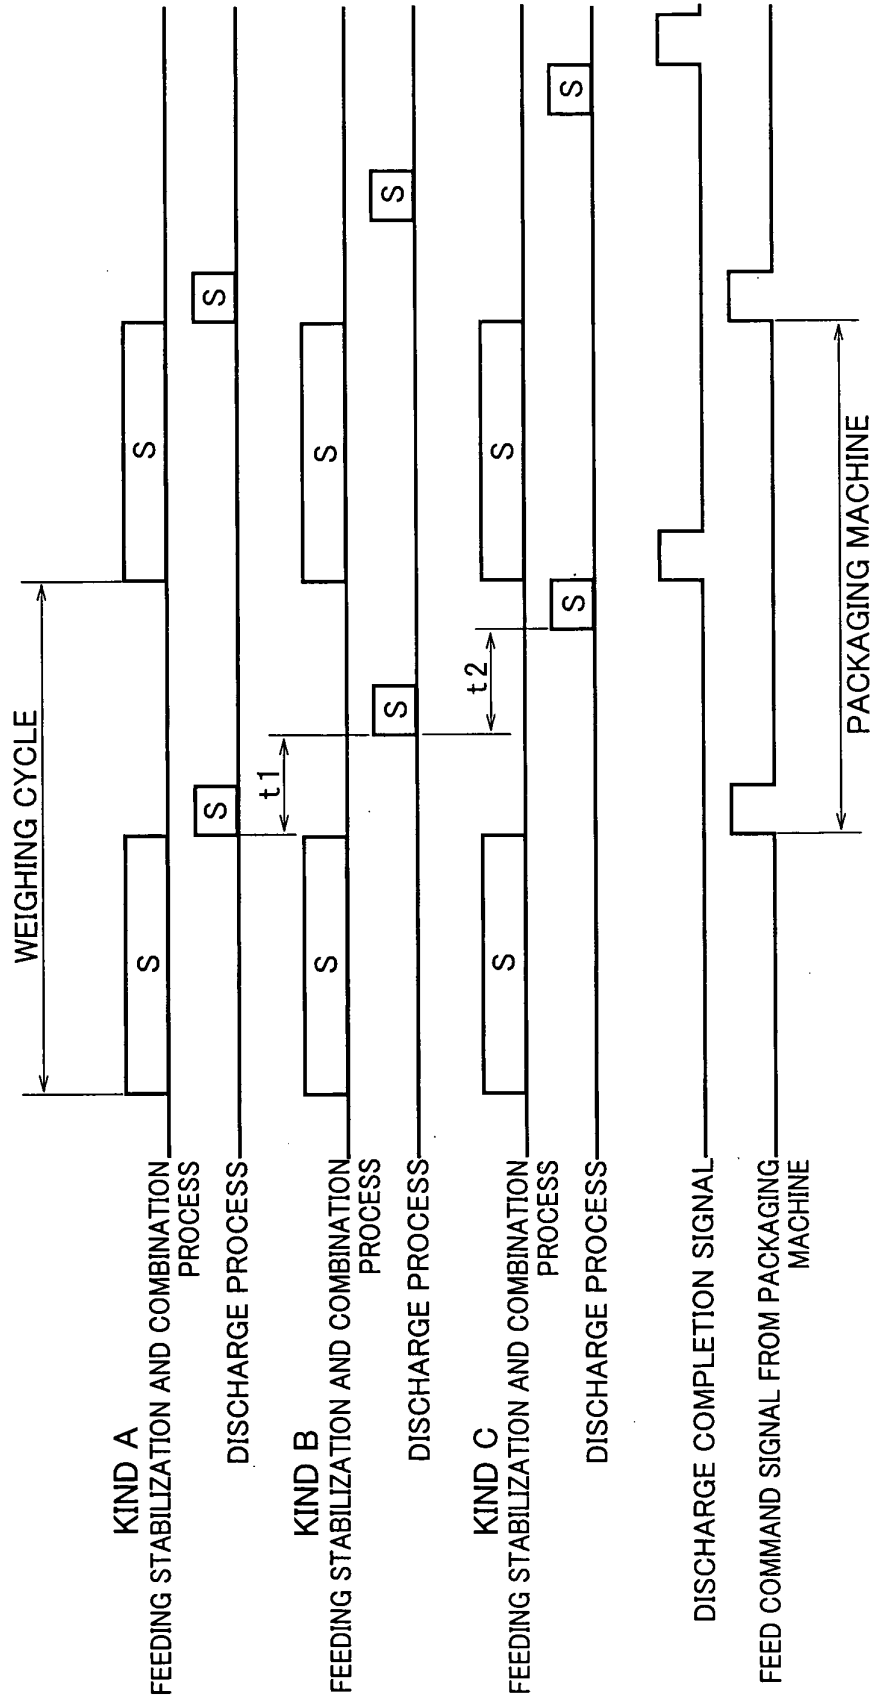 WEIGHING CYCLE
KIND A
FEEDING STABILIZATION AND COMBINATION
PROCESS
S
S
DISCHARGE PROCESS
S
S
t1
KIND B
FEEDING STABILIZATION AND COMBINATION
PROCESS
S
S
DISCHARGE PROCESS
S
S
t2
KIND C
FEEDING STABILIZATION AND COMBINATION
PROCESS
S
S
DISCHARGE PROCESS
S
S
DISCHARGE COMPLETION SIGNAL
FEED COMMAND SIGNAL FROM PACKAGING
MACHINE
PACKAGING MACHINE